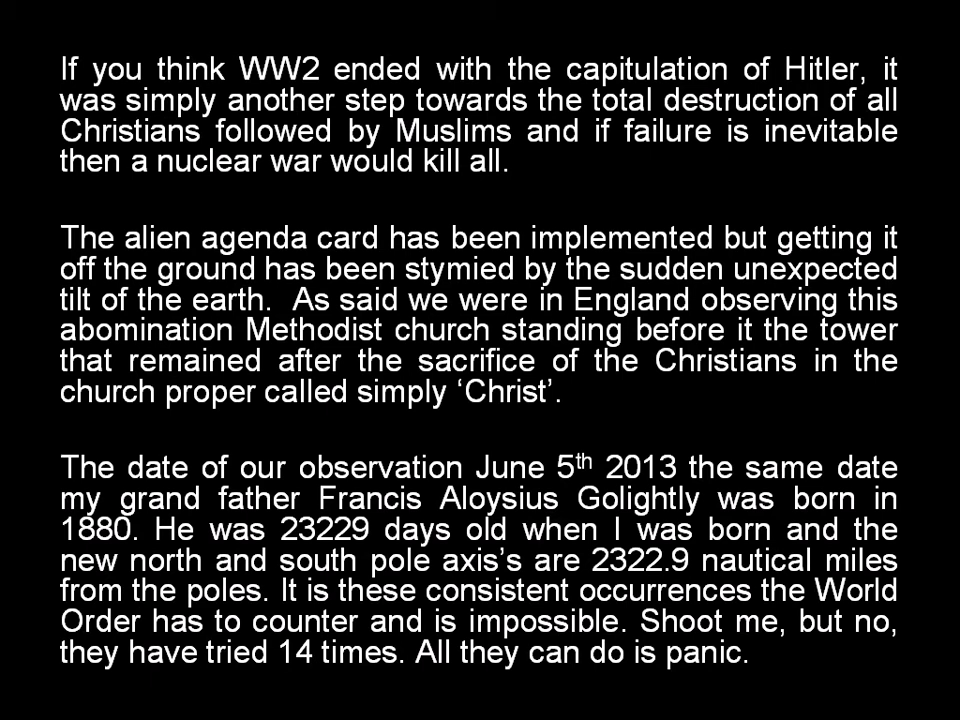 If you think WW2 ended with the capitulation of Hitler, it
was simply another step towards the total destruction of all
Christians followed by Muslims and if failure is inevitable
then a nuclear war would kill all.
The alien agenda card has been implemented but getting it
off the ground has been stymied by the sudden unexpected
tilt of the earth.  As said we were in England observing this
abomination Methodist church standing before it the tower
that remained after the sacrifice of the Christians in the
church proper called simply ‘Christ’.
The date of our observation June 5th 2013 the same date
my grand father Francis Aloysius Golightly was born in
1880. He was 23229 days old when I was born and the
new north and south pole axis’s are 2322.9 nautical miles
from the poles. It is these consistent occurrences the World
Order has to counter and is impossible. Shoot me, but no,
they have tried 14 times. All they can do is panic.